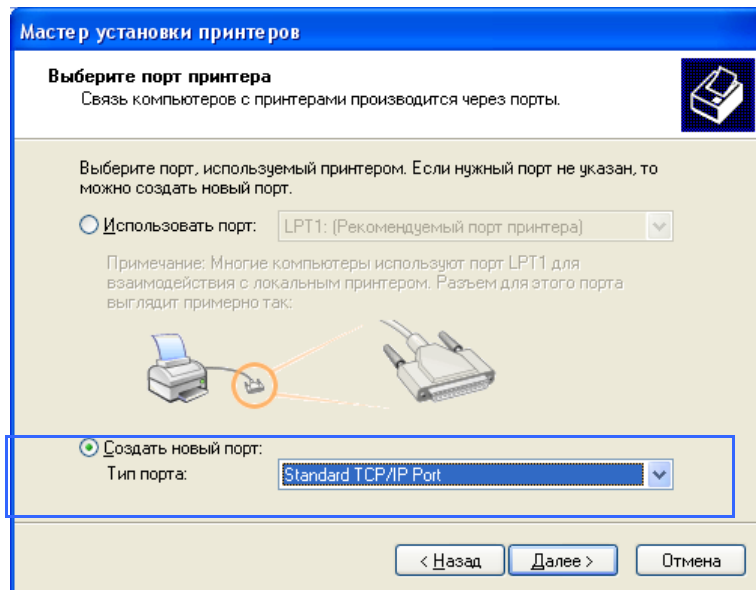 Мастер установки принтеров
Выберите порт принтера
Связь компьютеров с принтерами производится через порты.
Выберите порт, используемый принтером. Если нужный порт не указан, то
можно создать новый порт.
Использовать порт: LPT1: (Рекомендуемый порт принтера)
Примечание: Многие компьютеры используют порт LPT1 для
взаимодействия с локальным принтером. Разъем для этого порта
выглядит примерно так:
Создать новый порт:
Тип порта: Standard TCP/IP Port
< Назад Далее > Отмена